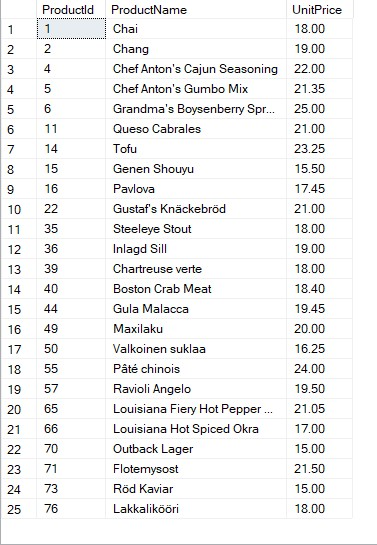 ProductId ProductName UnitPrice
1 1 Chai 18.00
2 2 Chang 19.00
3 4 Chef Anton's Cajun Seasoning 22.00
4 5 Chef Anton's Gumbo Mix 21.35
5 6 Grandma's Boysenberry Spr... 25.00
6 11 Queso Cabrales 21.00
7 14 Tofu 23.25
8 15 Genen Shouyu 15.50
9 16 Pavlova 17.45
10 22 Gustaf's Knäckebröd 21.00
11 35 Steeleye Stout 18.00
12 36 Inlagd Sill 19.00
13 39 Chartreuse verte 18.00
14 40 Boston Crab Meat 18.40
15 44 Gula Malacca 19.45
16 49 Maxilaku 20.00
17 50 Valkoinen suklaa 16.25
18 55 Pâté chinois 24.00
19 57 Ravioli Angelo 19.50
20 65 Louisiana Fiery Hot Pepper ... 21.05
21 66 Louisiana Hot Spiced Okra 17.00
22 70 Outback Lager 15.00
23 71 Flotemysost 21.50
24 73 Röd Kaviar 15.00
25 76 Lakkalikööri 18.00